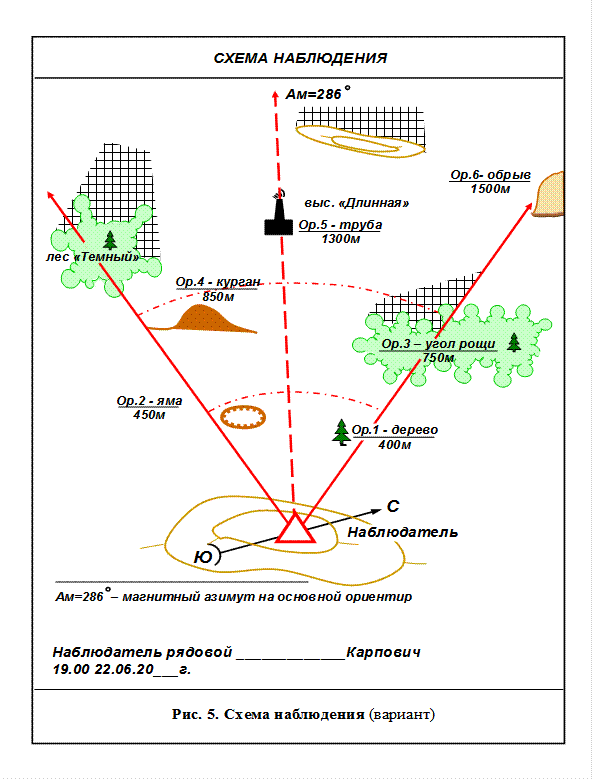 СХЕМА НАБЛЮДЕНИЯ
Ам=286°
Ор.6- обрыв
1500м
выс. «Длинная»
Ор.5 - труба
1300м
лес «Темный»
Ор.4 - курган
850м
Ор.3 – угол рощи
750м
Ор.2 - яма
450м
Ор.1 - дерево
400м
С
Наблюдатель
Ю
Ам=286°– магнитный азимут на основной ориентир
Наблюдатель рядовой _____________Карпович
19.00 22.06.20___г.
Рис. 5. Схема наблюдения (вариант)